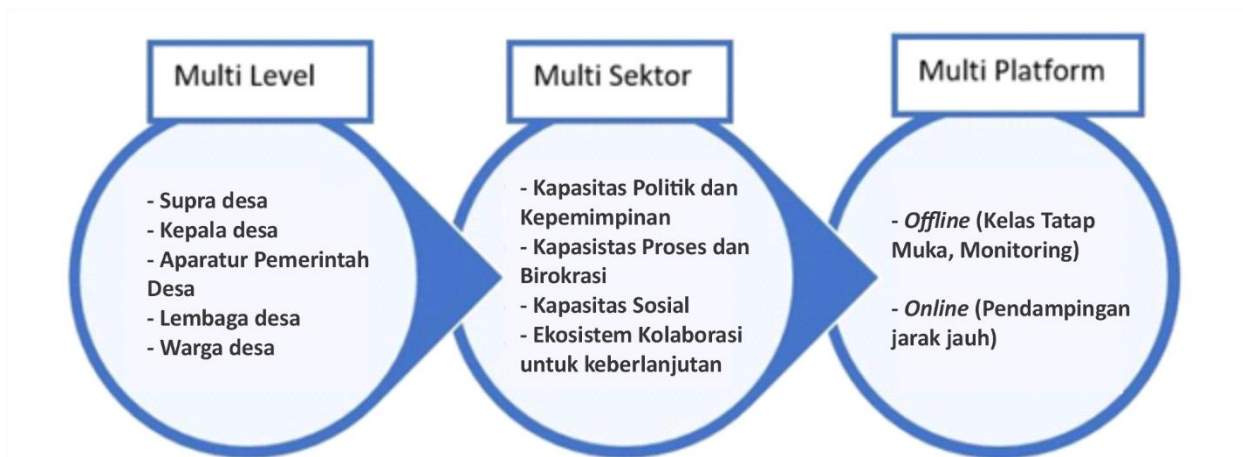 Multi Level
- Supra desa
- Kepala desa
- Aparatur Pemerintah
Desa
- Lembaga desa
- Warga desa
Multi Sektor
- Kapasitas Politik dan
Kepemimpinan
- Kapasistas Proses dan
Birokrasi
- Kapasitas Sosial
- Ekosistem Kolaborasi
untuk keberlanjutan
Multi Platform
- Offline (Kelas Tatap
Muka, Monitoring)
- Online (Pendampingan
jarak jauh)